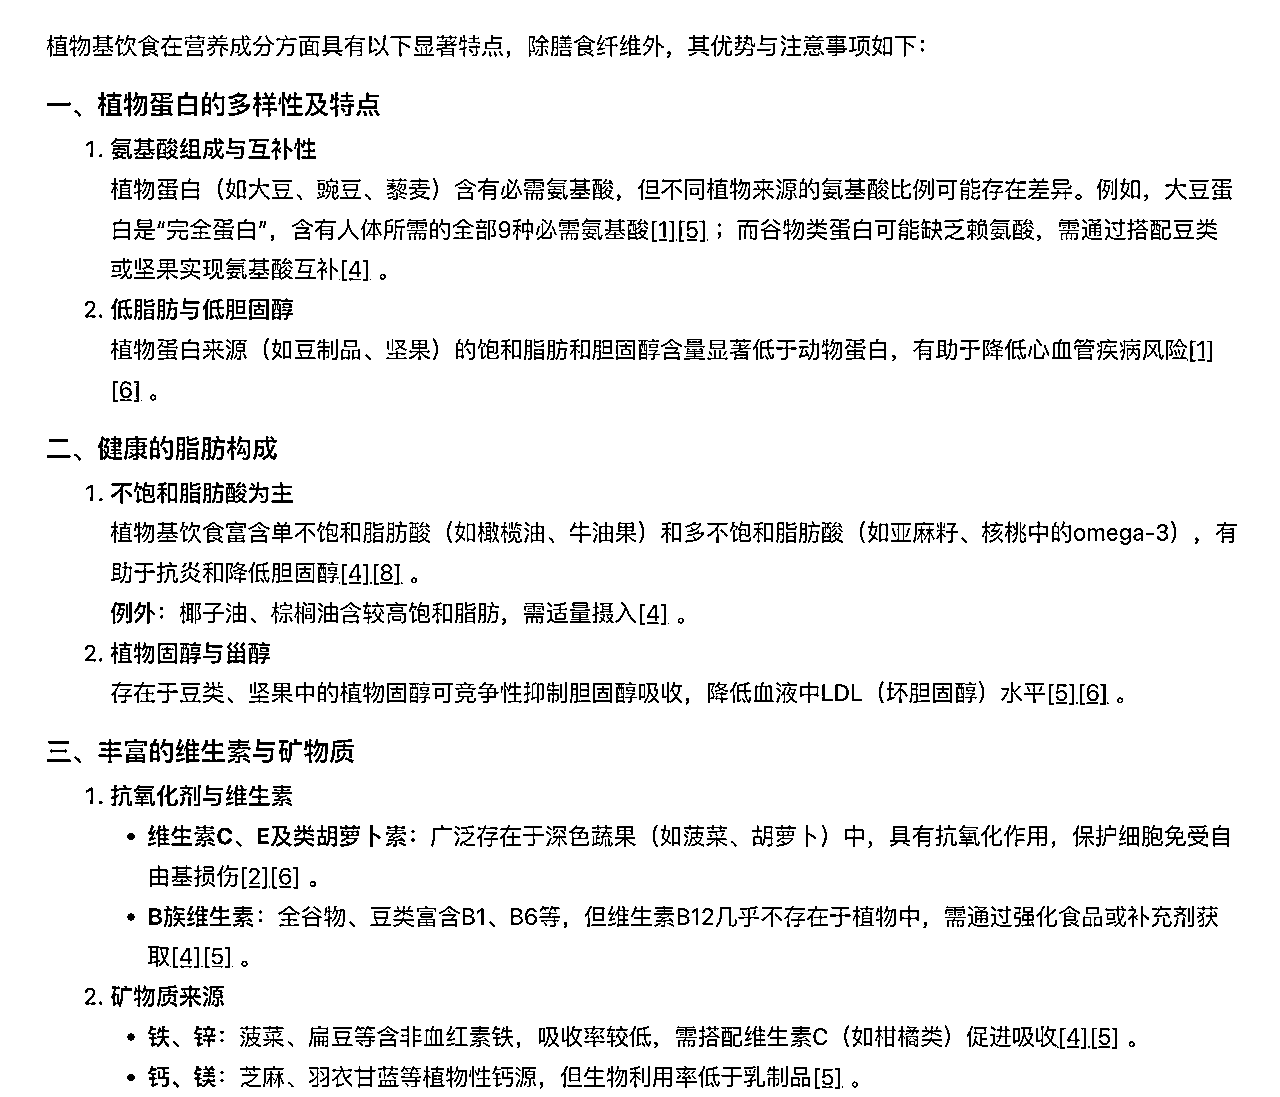 植物基饮食在营养成分方面具有以下显著特点，除膳食纤维外，其优势与注意事项如下：
一、植物蛋白的多样性及特点
1. 氨基酸组成与互补性
植物蛋白（如大豆、豌豆、藜麦）含有必需氨基酸，但不同植物来源的氨基酸比例可能存在差异。例如，大豆蛋
白是“完全蛋白”，含有人体所需的全部9种必需氨基酸[1][5] ；而谷物类蛋白可能缺乏赖氨酸，需通过搭配豆类
或坚果实现氨基酸互补[4] 。
2. 低脂肪与低胆固醇
植物蛋白来源（如豆制品、坚果）的饱和脂肪和胆固醇含量显著低于动物蛋白，有助于降低心血管疾病风险[1]
[6] 。
二、健康的脂肪构成
1. 不饱和脂肪酸为主
植物基饮食富含单不饱和脂肪酸（如橄榄油、牛油果）和多不饱和脂肪酸（如亚麻籽、核桃中的omega-3），有
助于抗炎和降低胆固醇[4][8] 。
例外：椰子油、棕榈油含较高饱和脂肪，需适量摄入[4] 。
2. 植物固醇与甾醇
存在于豆类、坚果中的植物固醇可竞争性抑制胆固醇吸收，降低血液中LDL（坏胆固醇）水平[5][6] 。
三、丰富的维生素与矿物质
1. 抗氧化剂与维生素
• 维生素C、E及类胡萝卜素：广泛存在于深色蔬果（如菠菜、胡萝卜）中，具有抗氧化作用，保护细胞免受自
由基损伤[2][6] 。
• B族维生素：全谷物、豆类富含B1、B6等，但维生素B12几乎不存在于植物中，需通过强化食品或补充剂获
取[4][5] 。
2. 矿物质来源
• 铁、锌：菠菜、扁豆等含非血红素铁，吸收率较低，需搭配维生素C（如柑橘类）促进吸收[4][5] 。
• 钙、镁：芝麻、羽衣甘蓝等植物性钙源，但生物利用率低于乳制品[5] 。